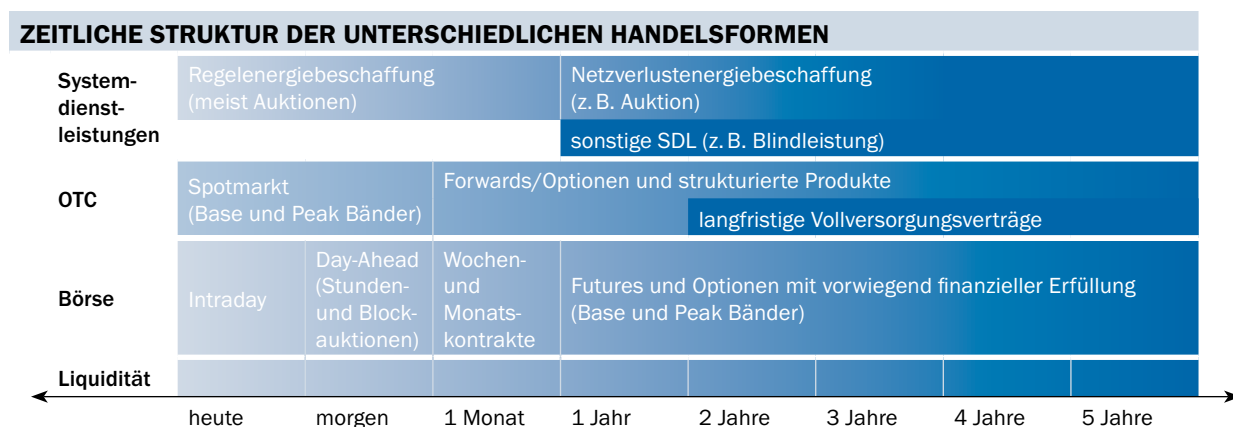 ZEITLICHE STRUKTUR DER UNTERSCHIEDLICHEN HANDELSFORMEN
System-
dienst-
leistungen
Regelenergiebeschaffung
(meist Auktionen)
Netzverlustenergiebeschaffung
(z. B. Auktion)
sonstige SDL (z. B. Blindleistung)
OTC
Spotmarkt
(Base und Peak Bänder)
Forwards/Optionen und strukturierte Produkte
langfristige Vollversorgungsverträge
Börse
Intraday
Day-Ahead
(Stunden-
und Block-
auktionen)
Wochen-
und
Monats-
kontrakte
Futures und Optionen mit vorwiegend finanzieller Erfüllung
(Base und Peak Bänder)
Liquidität
heute morgen 1 Monat 1 Jahr 2 Jahre 3 Jahre 4 Jahre 5 Jahre